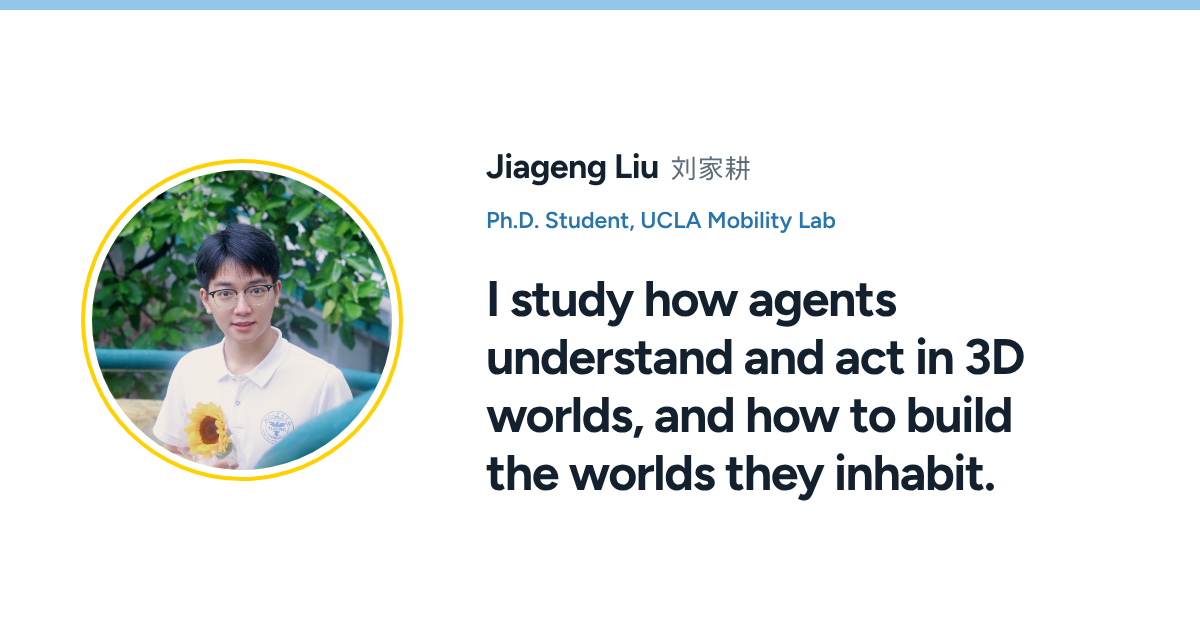 Jiageng Liu 刘家耕
Ph.D. Student, UCLA Mobility Lab
I study how agents
understand and act in 3D
worlds, and how to build
the worlds they inhabit.